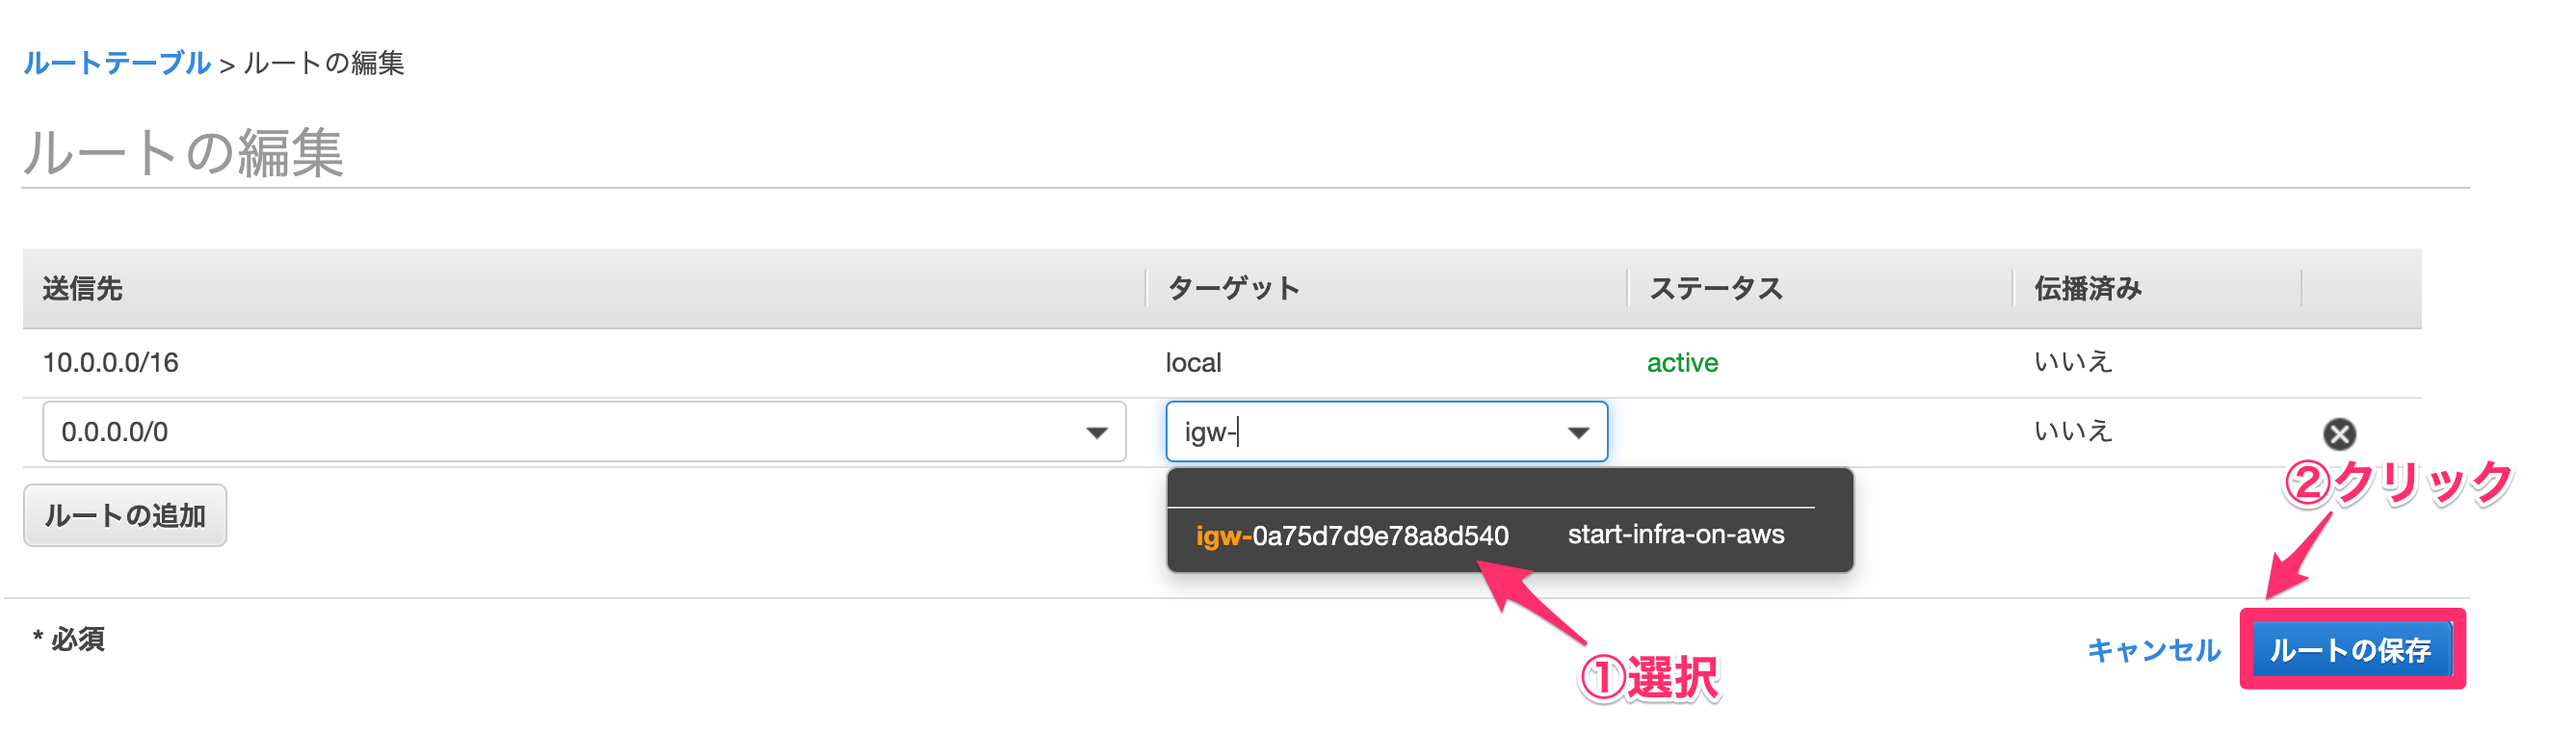 ルートテーブル > ルートの編集
ルートの編集
送信先 ターゲット ステータス 伝播済み
10.0.0.0/16 local active いいえ
0.0.0.0/0 igw- いいえ
②クリック
ルートの追加
igw-0a75d7d9e78a8d540 start-infra-on-aws
* 必須
①選択
キャンセル ルートの保存